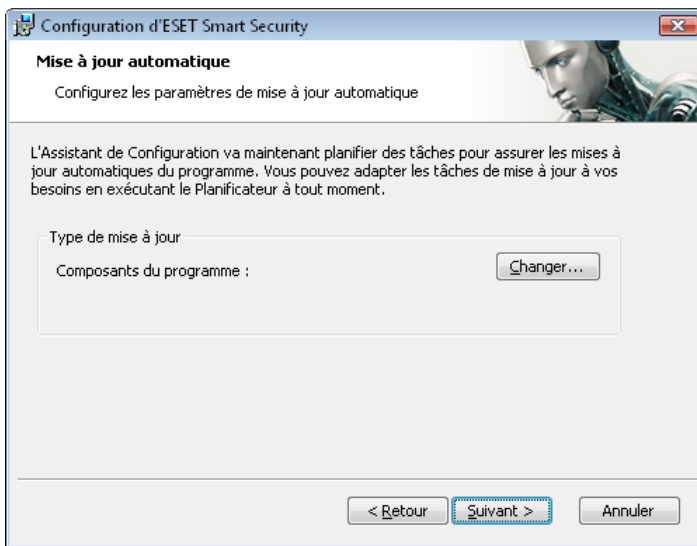 Configuration d'ESET Smart Security
Mise à jour automatique
Configurez les paramètres de mise à jour automatique
L'Assistant de Configuration va maintenant planifier des tâches pour assurer les mises à
jour automatiques du programme. Vous pouvez adapter les tâches de mise à jour à vos
besoins en exécutant le Planificateur à tout moment.
Type de mise à jour
Composants du programme :
Changer...
< Retour
Suivant >
Annuler